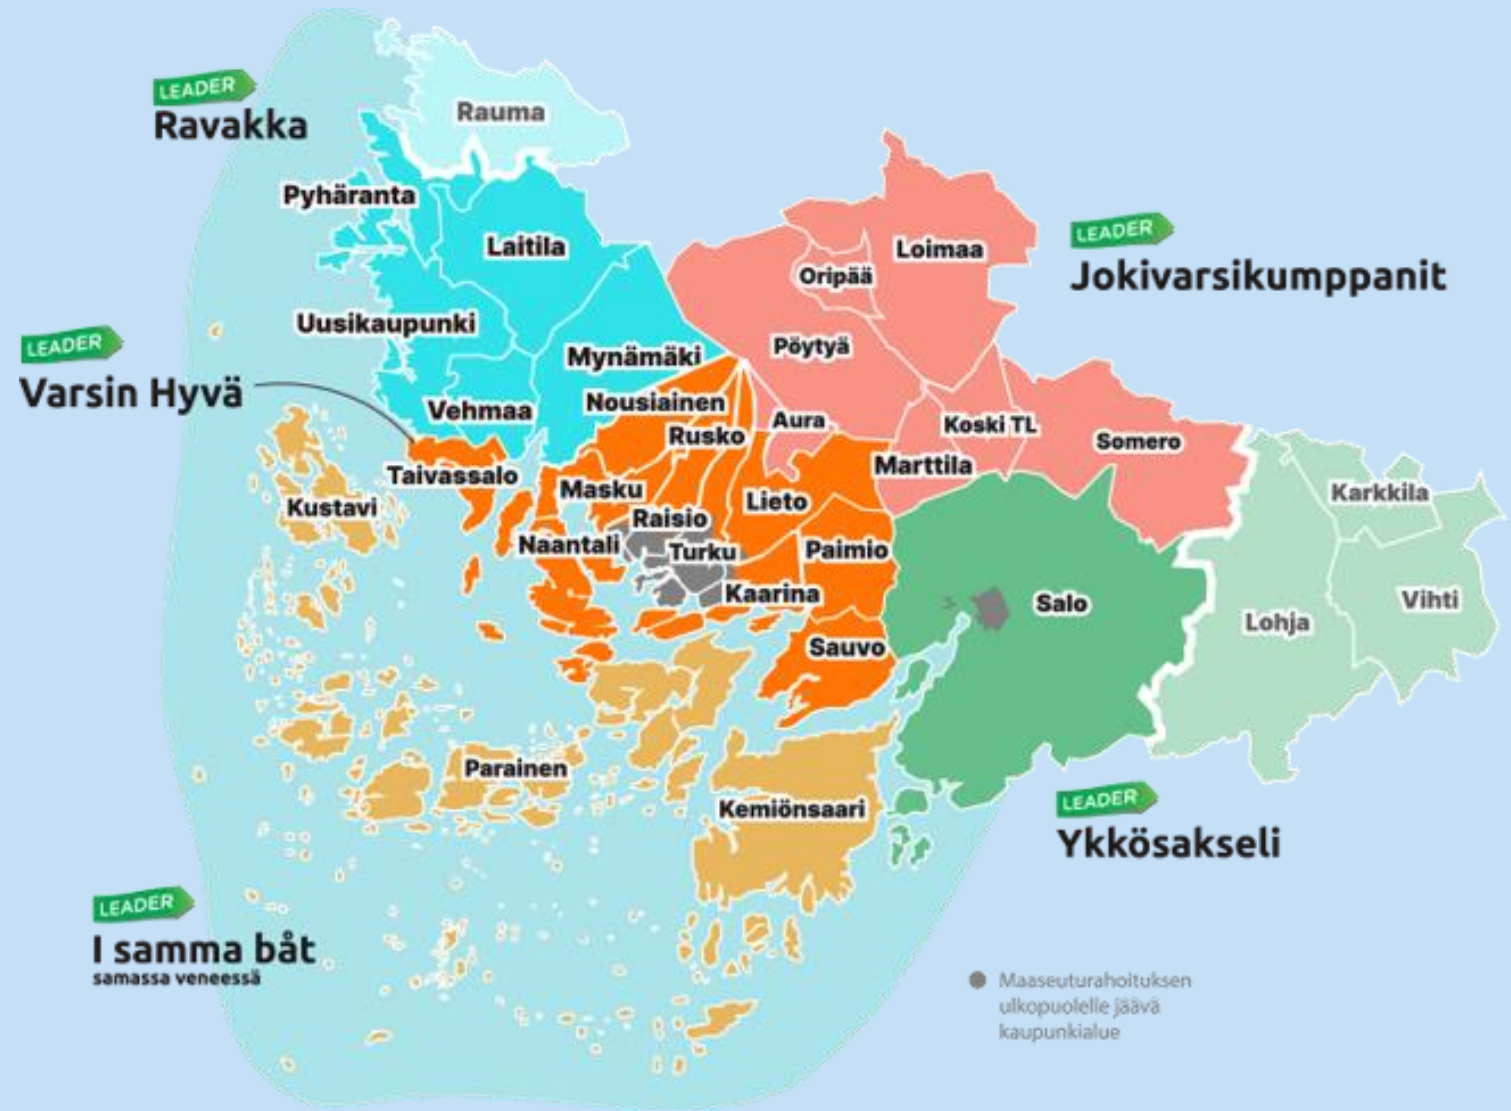 LEADER
Ravakka
Rauma
Pyhäranta
Laitila
LEADER
Jokivarsikumppanit
Loimaa
Oripää
Uusikaupunki
LEADER
Varsin Hyvä
Mynämäki
Pöytyä
Vehmaa
Nousiainen
Rusko
Aura
Koski TL
Somero
Marttila
Taivassalo
Kustavi
Masku
Lieto
Raisio
Naantali
Turku
Paimio
Kaarina
Sauvo
Salo
Karkkila
Vihti
Lohja
Parainen
Kemiönsaari
LEADER
Ykkösakseli
LEADER
I samma båt
samassa veneessä
Maaseuturahoituksen
ulkopuolelle jäävä
kaupunkialue